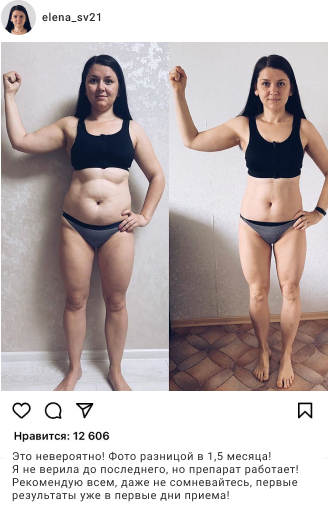 elena_sv21
Нравится: 12 606
Это невероятно! Фото разницой в 1,5 месяца!
Я не верила до последнего, но препарат работает!
Рекомендую всем, даже не сомневайтесь, первые
результаты уже в первые дни приема!